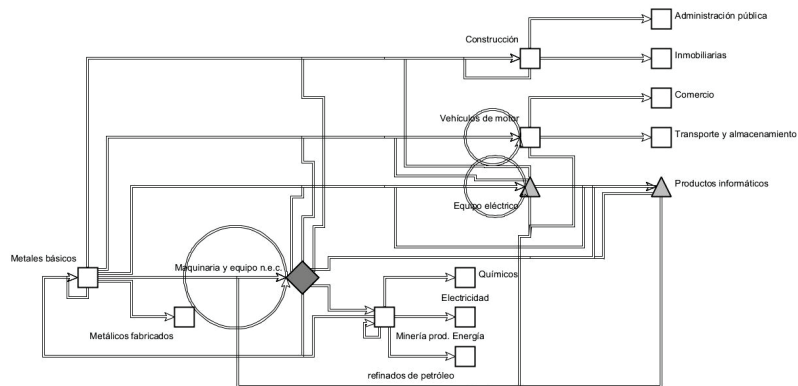 Administración pública
Construcción
Inmobiliarias
Comercio
Vehículos de motor
Transporte y almacenamiento
Productos informáticos
Equipo eléctrico
Metales básicos
Maquinaria y equipo n.e.c.
Químicos
Electricidad
Metálicos fabricados
Minería prod. Energía
refinados de petróleo